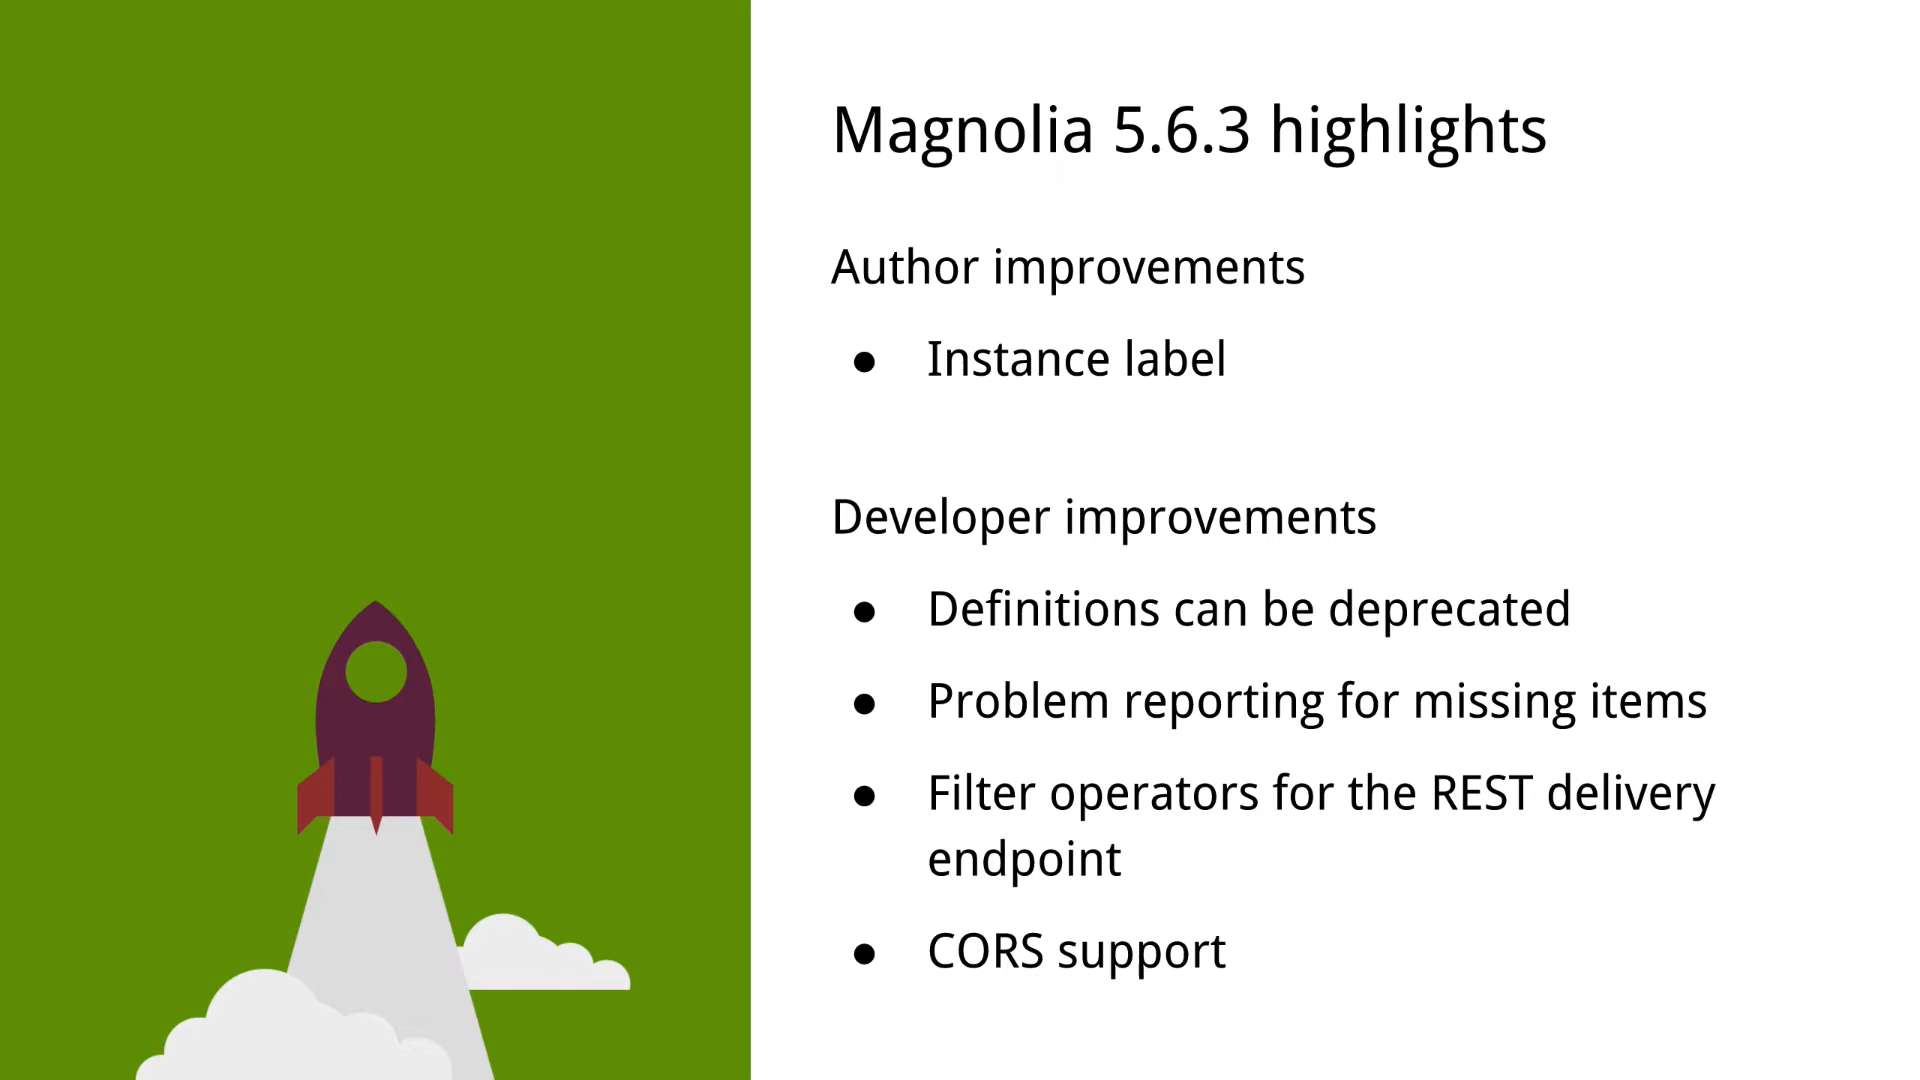 Magnolia 5.6.3 highlights
Author improvements
● Instance label
Developer improvements
● Definitions can be deprecated
● Problem reporting for missing items
● Filter operators for the REST delivery
endpoint
● CORS support